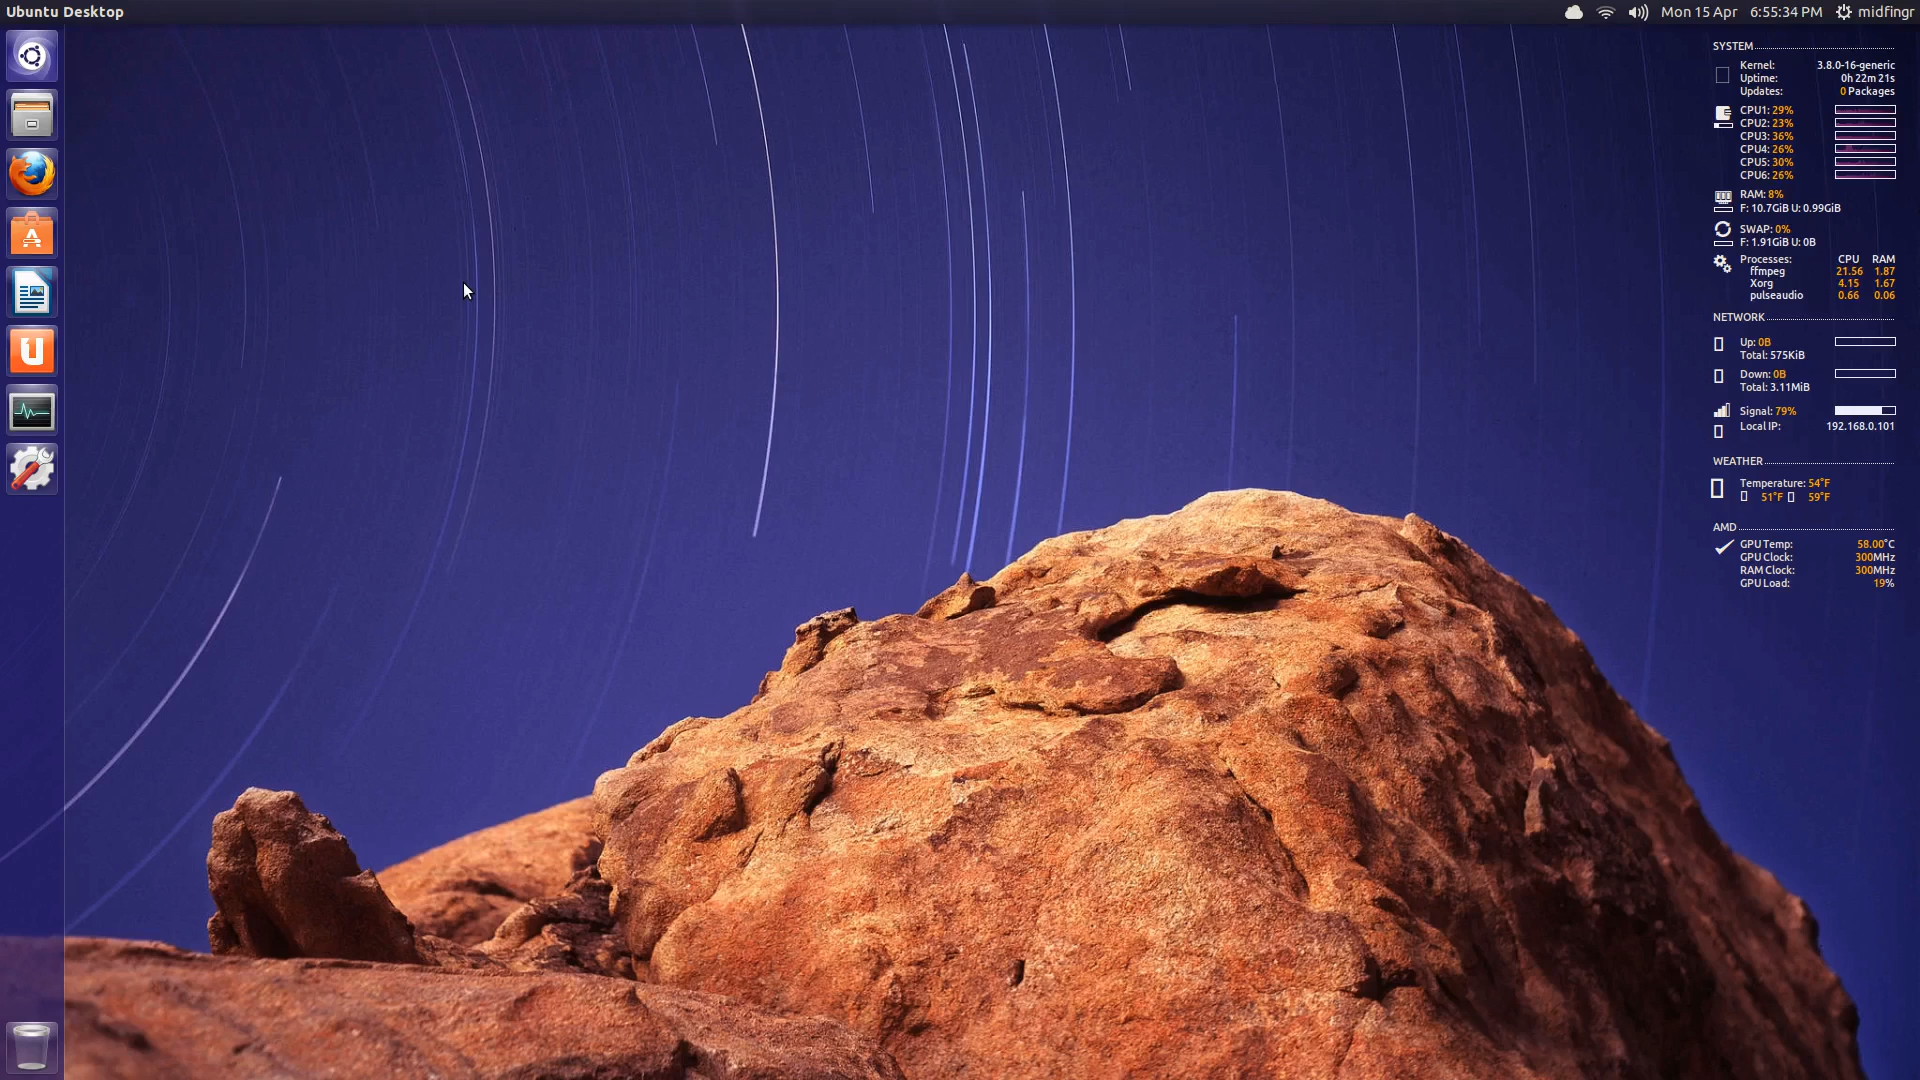 Ubuntu Desktop
Mon 15 Apr 6:55:34 PM midfingr
SYSTEM
Kernel: 3.8.0-16-generic
Uptime: 0h 22m 21s
Updates: 0 Packages
CPU1: 29%
CPU2: 23%
CPU3: 36%
CPU4: 26%
CPU5: 30%
CPU6: 26%
RAM: 8%
F: 10.7GiB U: 0.99GiB
SWAP: 0%
F: 1.91GiB U: 0B
Processes: CPU RAM
ffmpeg 21.56 1.87
Xorg 4.15 1.67
pulseaudio 0.66 0.06
NETWORK
Up: 0B
Total: 575KiB
Down: 0B
Total: 3.11MiB
Signal: 79%
Local IP: 192.168.0.101
WEATHER
Temperature: 54°F
51°F 59°F
AMD
GPU Temp: 58.00°C
GPU Clock: 300MHz
RAM Clock: 300MHz
GPU Load: 19%